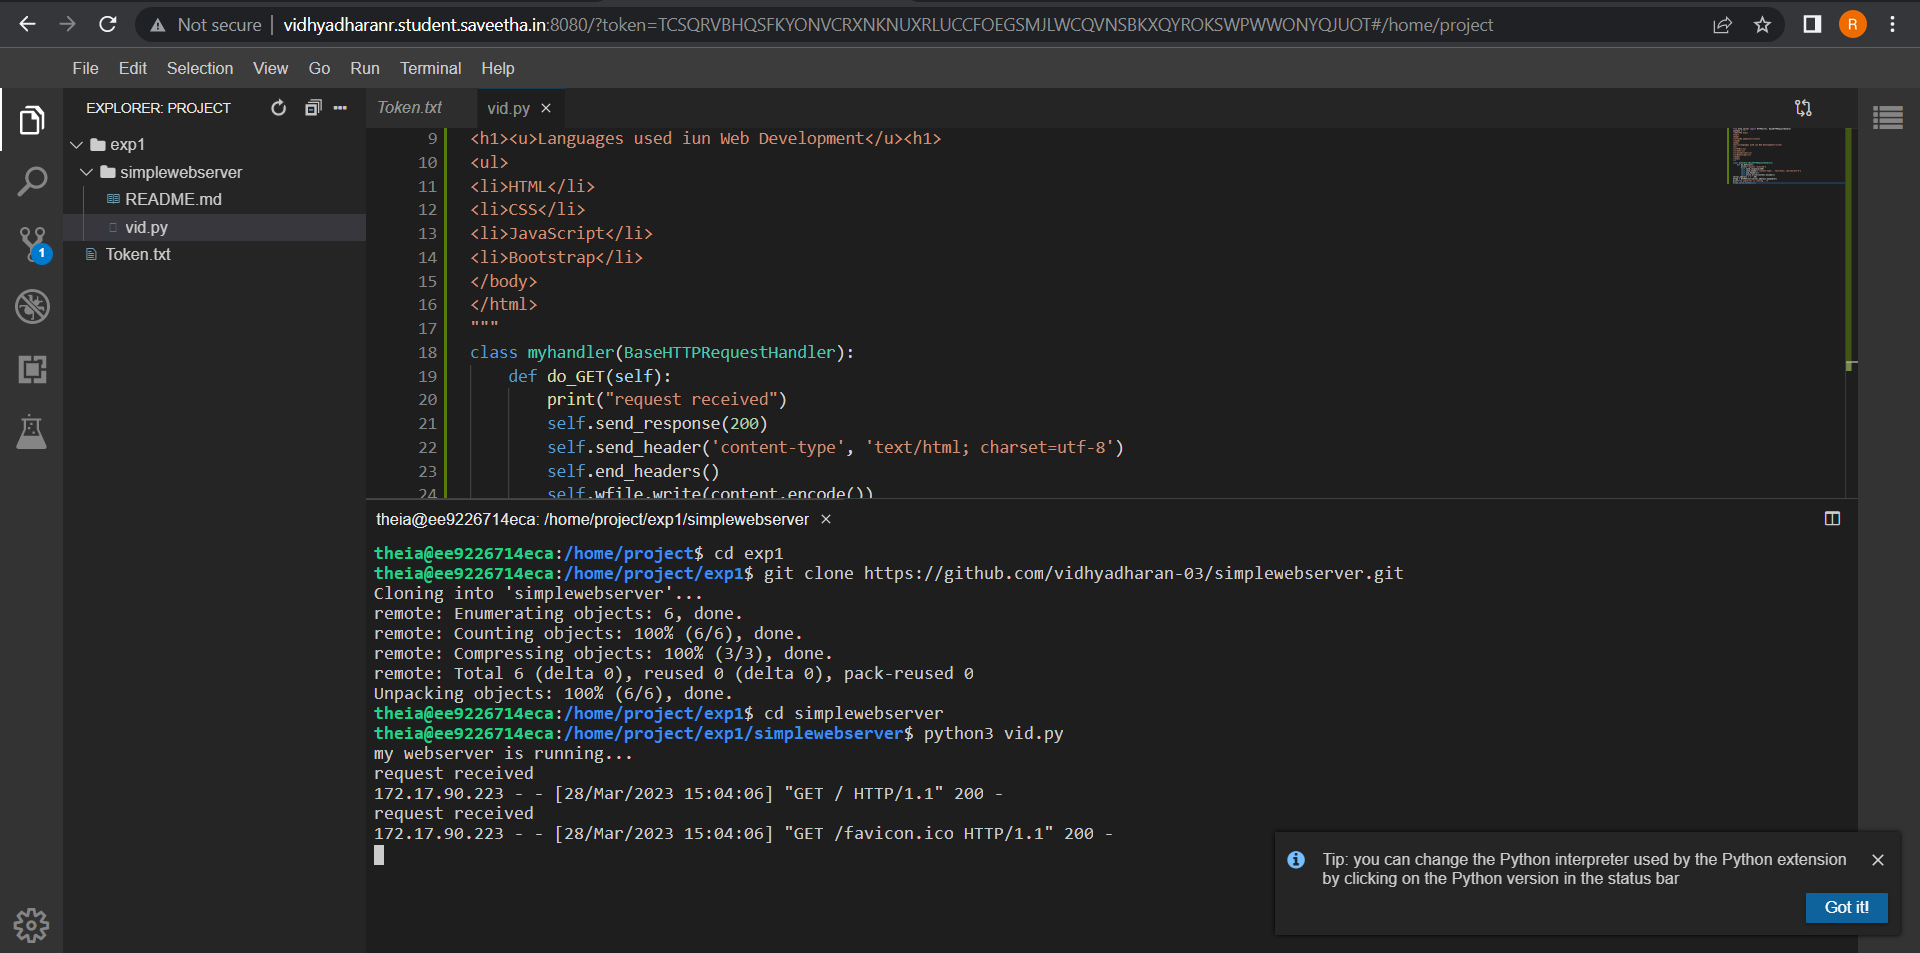 Not secure | vidhyadharanr.student.saveetha.in:8080/?token=TCSQRVBHQSFKYONVCRXNKNUXRLUCCFOEGSMJLWCQVNSBKXQYROKSWPWWONYQJUOT#/home/project
R
File Edit Selection View Go Run Terminal Help
EXPLORER: PROJECT
exp1
simplewebserver
README.md
vid.py
Token.txt
1
Token.txt vid.py
9 <h1><u>Languages used iun Web Development</u><h1>
10 <ul>
11 <li>HTML</li>
12 <li>CSS</li>
13 <li>JavaScript</li>
14 <li>Bootstrap</li>
15 </body>
16 </html>
17 """
18 class myhandler(BaseHTTPRequestHandler):
19 def do_GET(self):
20 print("request received")
21 self.send_response(200)
22 self.send_header('content-type', 'text/html; charset=utf-8')
23 self.end_headers()
24 self.wfile.write(content.encode())
theia@ee9226714eca: /home/project/exp1/simplewebserver
theia@ee9226714eca:/home/project$ cd exp1
theia@ee9226714eca:/home/project/exp1$ git clone https://github.com/vidhyadharan-03/simplewebserver.git
Cloning into 'simplewebserver'...
remote: Enumerating objects: 6, done.
remote: Counting objects: 100% (6/6), done.
remote: Compressing objects: 100% (3/3), done.
remote: Total 6 (delta 0), reused 0 (delta 0), pack-reused 0
Unpacking objects: 100% (6/6), done.
theia@ee9226714eca:/home/project/exp1$ cd simplewebserver
theia@ee9226714eca:/home/project/exp1/simplewebserver$ python3 vid.py
my webserver is running...
request received
172.17.90.223 - - [28/Mar/2023 15:04:06] "GET / HTTP/1.1" 200 -
request received
172.17.90.223 - - [28/Mar/2023 15:04:06] "GET /favicon.ico HTTP/1.1" 200 -
Tip: you can change the Python interpreter used by the Python extension
by clicking on the Python version in the status bar
Got it!